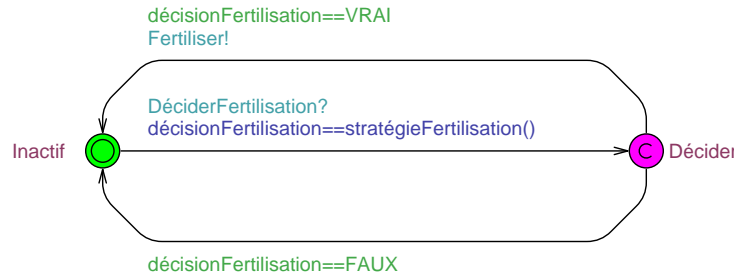 décisionFertilisation==VRAI
Fertiliser!
DéciderFertilisation?
décisionFertilisation==stratégieFertilisation()
Inactif
C Décider
décisionFertilisation==FAUX